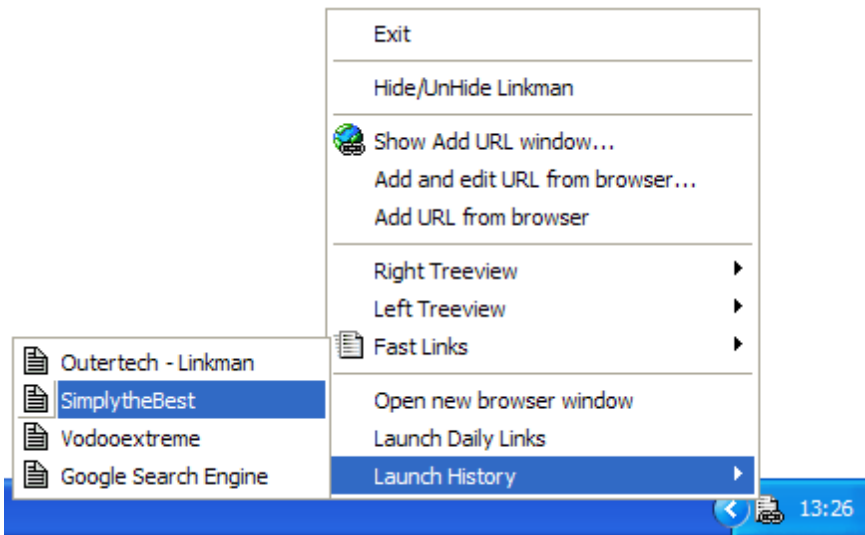 Exit
Hide/UnHide Linkman
Show Add URL window...
Add and edit URL from browser...
Add URL from browser
Right Treeview
Left Treeview
Fast Links
Open new browser window
Launch Daily Links
Launch History
Outertech - Linkman
SimplytheBest
Vodooextreme
Google Search Engine
13:26